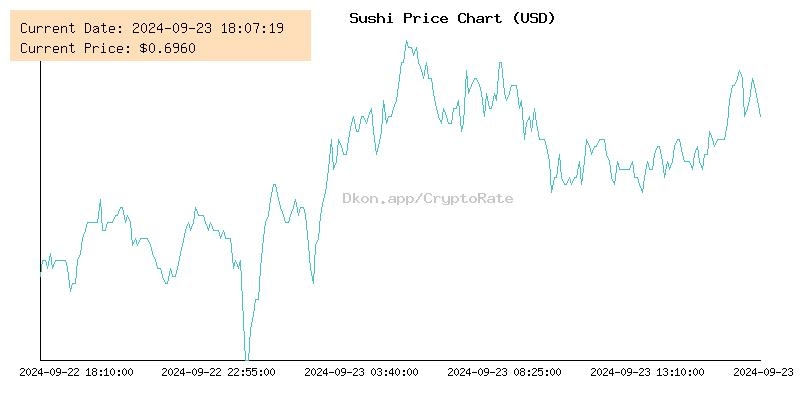 Sushi Price Chart (USD)
Current Date: 2024-09-23 18:07:19
Current Price: $0.6960
Dkon.app/CryptoRate
2024-09-22 18:10:00 2024-09-22 22:55:00 2024-09-23 03:40:00 2024-09-23 08:25:00 2024-09-23 13:10:00 2024-09-23